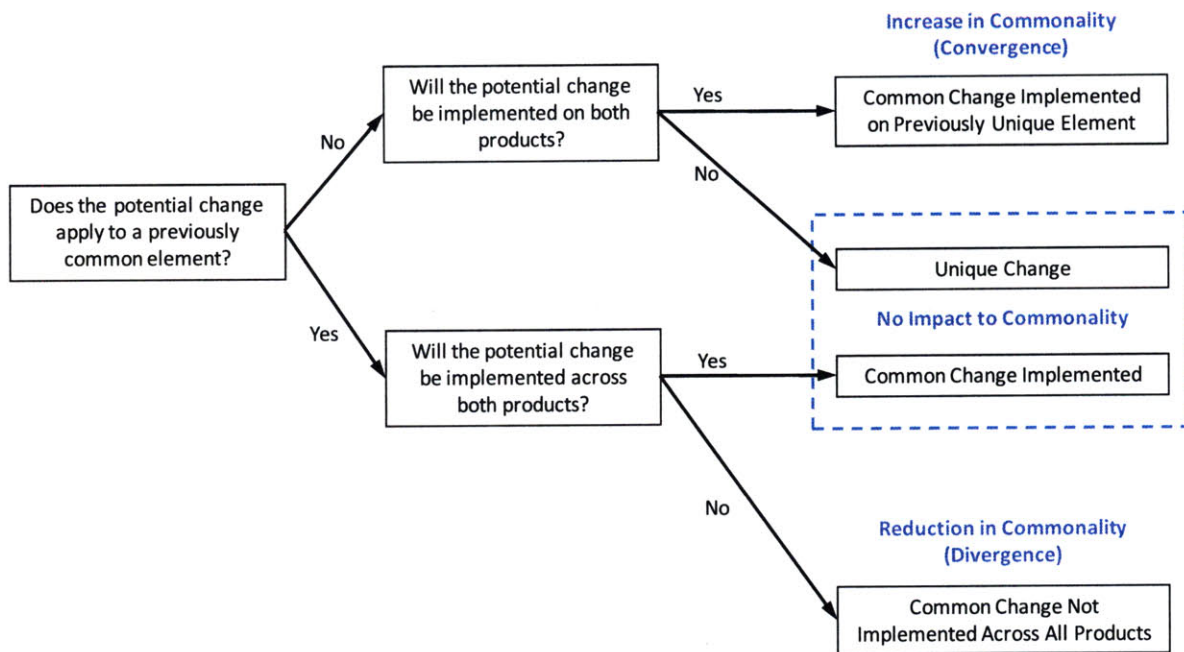 Increase in Commonality
(Convergence)
Will the potential change
be implemented on both
products?
Yes
Common Change Implemented
on Previously Unique Element
No
No
Does the potential change
apply to a previously
common element?
Unique Change
No Impact to Commonality
Yes
Will the potential change
be implemented across
both products?
Yes
Common Change Implemented
No
Reduction in Commonality
(Divergence)
Common Change Not
Implemented Across All Products